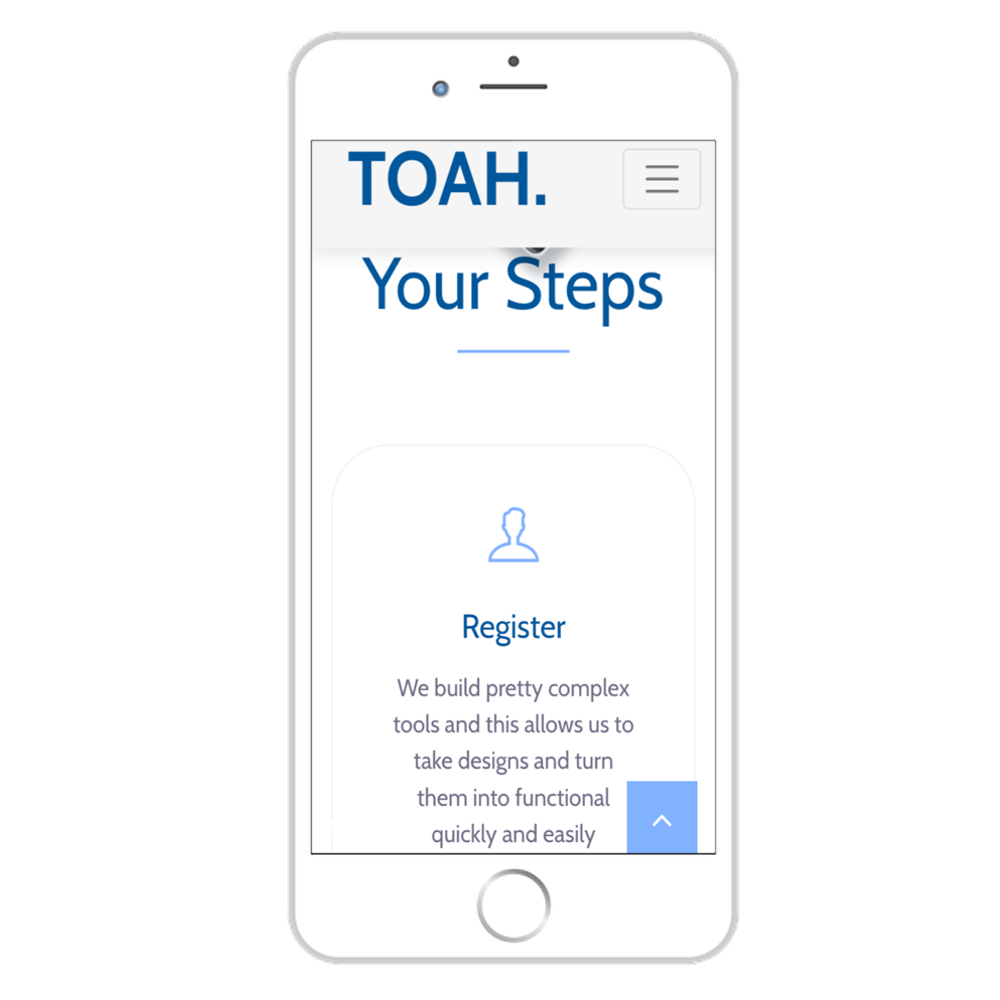 TOAH.
Your Steps
Register
We build pretty complex
tools and this allows us to
take designs and turn
them into functional
quickly and easily